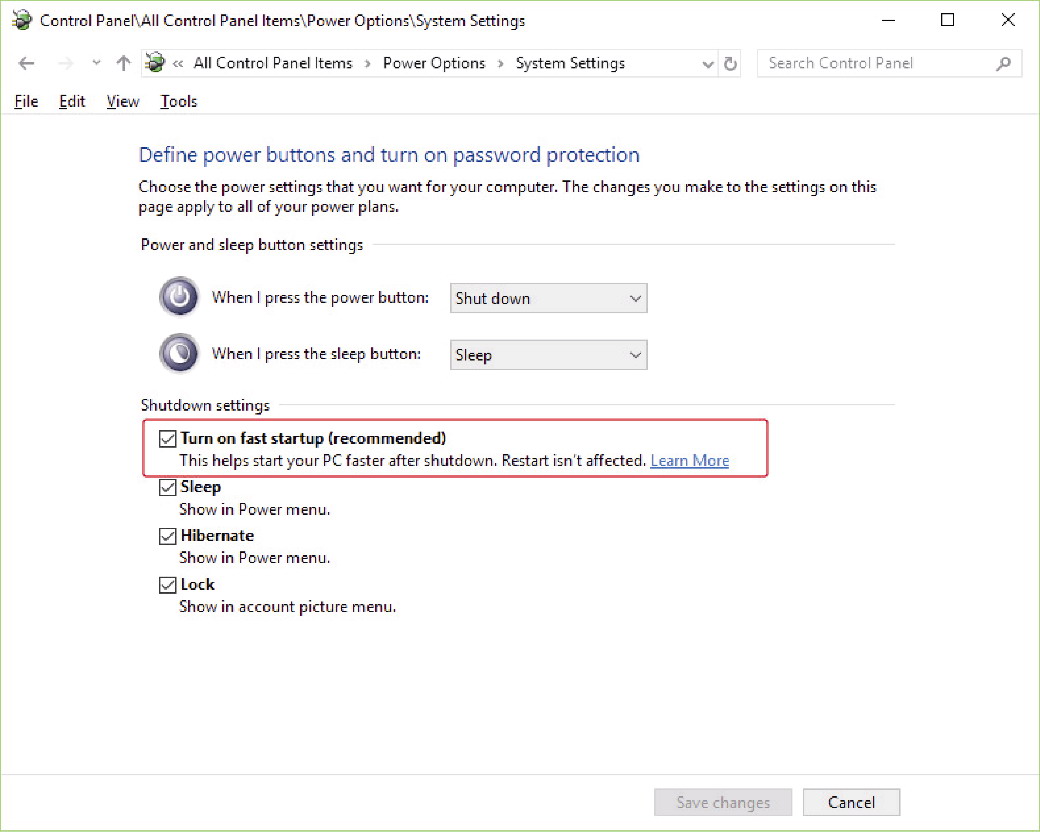 Control Panel\All Control Panel Items\Power Options\System Settings
« All Control Panel Items › Power Options › System Settings Search Control Panel
File Edit View Tools
Define power buttons and turn on password protection
Choose the power settings that you want for your computer. The changes you make to the settings on this
page apply to all of your power plans.
Power and sleep button settings
When I press the power button: Shut down
When I press the sleep button: Sleep
Shutdown settings
Turn on fast startup (recommended)
This helps start your PC faster after shutdown. Restart isn't affected. Learn More
Sleep
Show in Power menu.
Hibernate
Show in Power menu.
Lock
Show in account picture menu.
Save changes Cancel